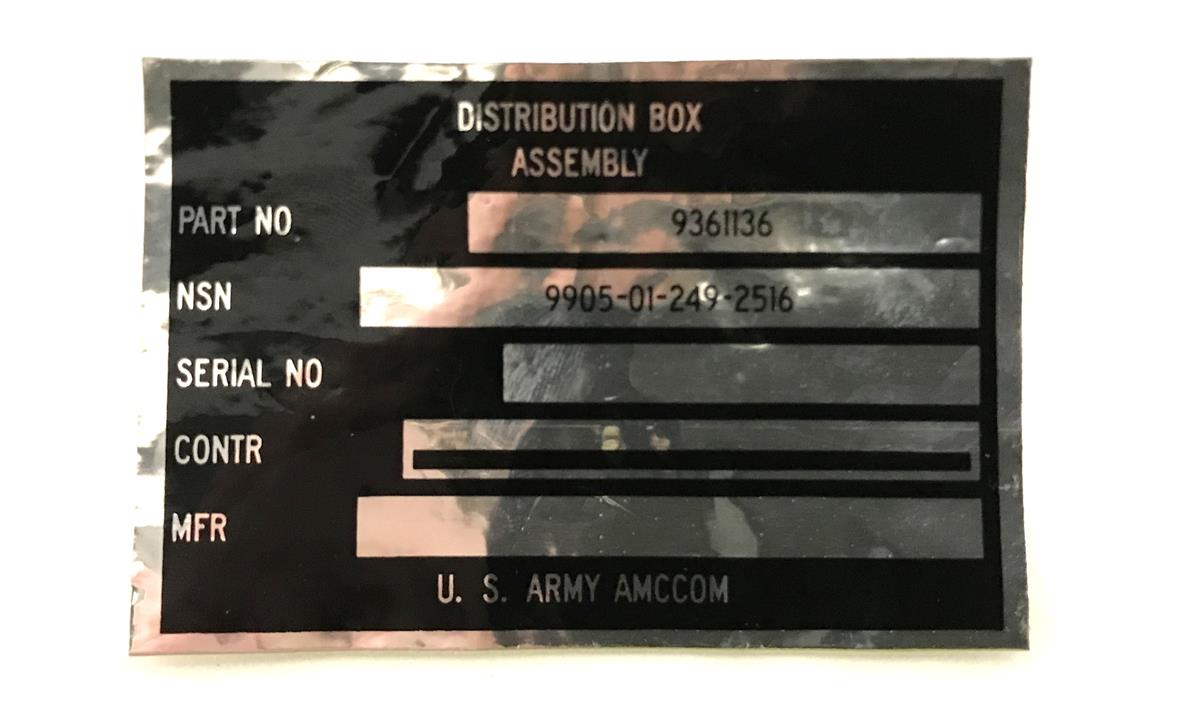 DISTRIBUTION BOX
ASSEMBLY
PART NO 9361136
NSN 9905-01-249-2516
SERIAL NO
CONTR
MFR
U. S. ARMY AMCCOM